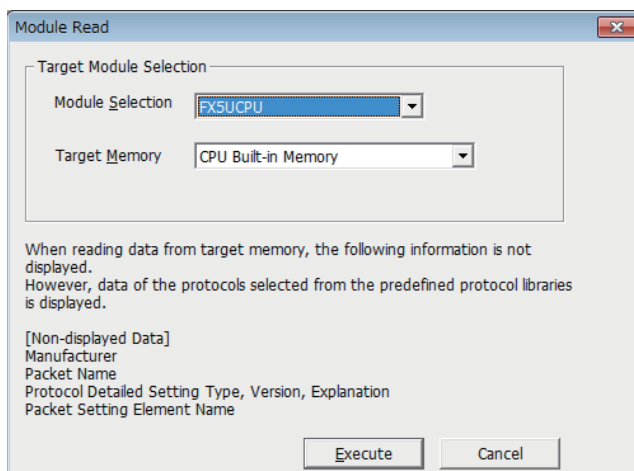 Module Read
Target Module Selection
Module Selection
FX5UCPU
Target Memory
CPU Built-in Memory
When reading data from target memory, the following information is not
displayed.
However, data of the protocols selected from the predefined protocol libraries
is displayed.
[Non-displayed Data]
Manufacturer
Packet Name
Protocol Detailed Setting Type, Version, Explanation
Packet Setting Element Name
Execute
Cancel